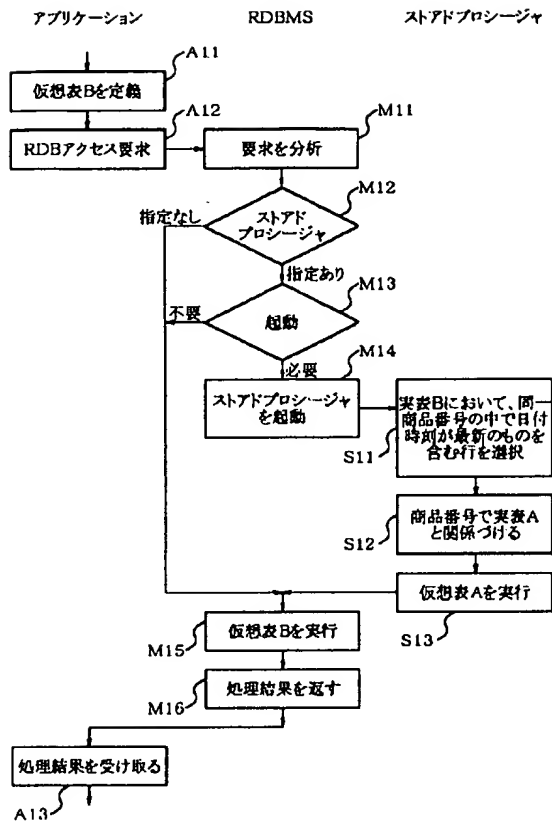 アプリケーション
RDBMS
ストアドプロシージャ
A11
仮想表Bを定義
A12
RDBアクセス要求
M11
要求を分析
M12
指定なし
ストアド
プロシージャ
指定あり
M13
不要
起動
必要
M14
ストアドプロシージャ
を起動
実表Bにおいて、同一
商品番号の中で日付
時刻が最新のものを
含む行を選択
S11
商品番号で実表A
と関係づける
S12
仮想表Aを実行
S13
仮想表Bを実行
M15
処理結果を返す
M16
処理結果を受け取る
A13